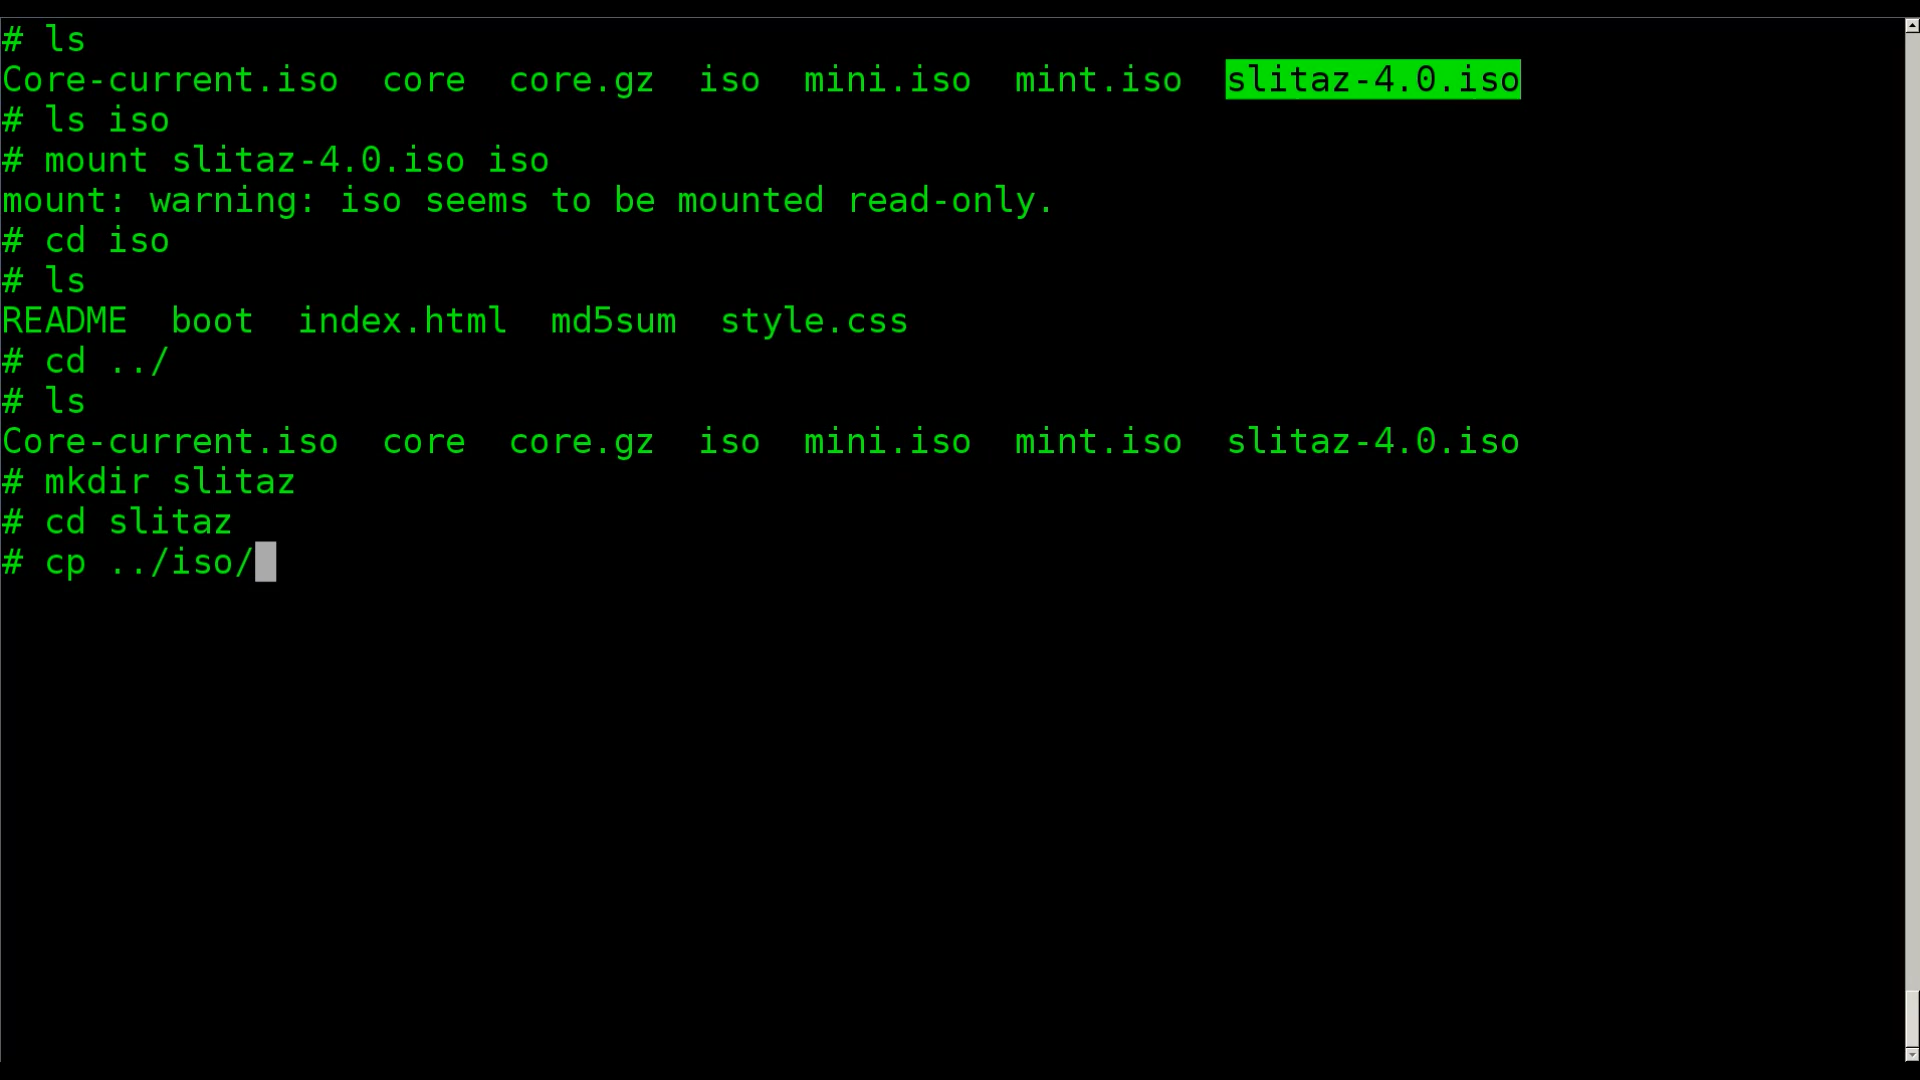 # ls
Core-current.iso  core  core.gz  iso  mini.iso  mint.iso  slitaz-4.0.iso
# ls iso
# mount slitaz-4.0.iso iso
mount: warning: iso seems to be mounted read-only.
# cd iso
# ls
README  boot  index.html  md5sum  style.css
# cd ../
# ls
Core-current.iso  core  core.gz  iso  mini.iso  mint.iso  slitaz-4.0.iso
# mkdir slitaz
# cd slitaz
# cp ../iso/